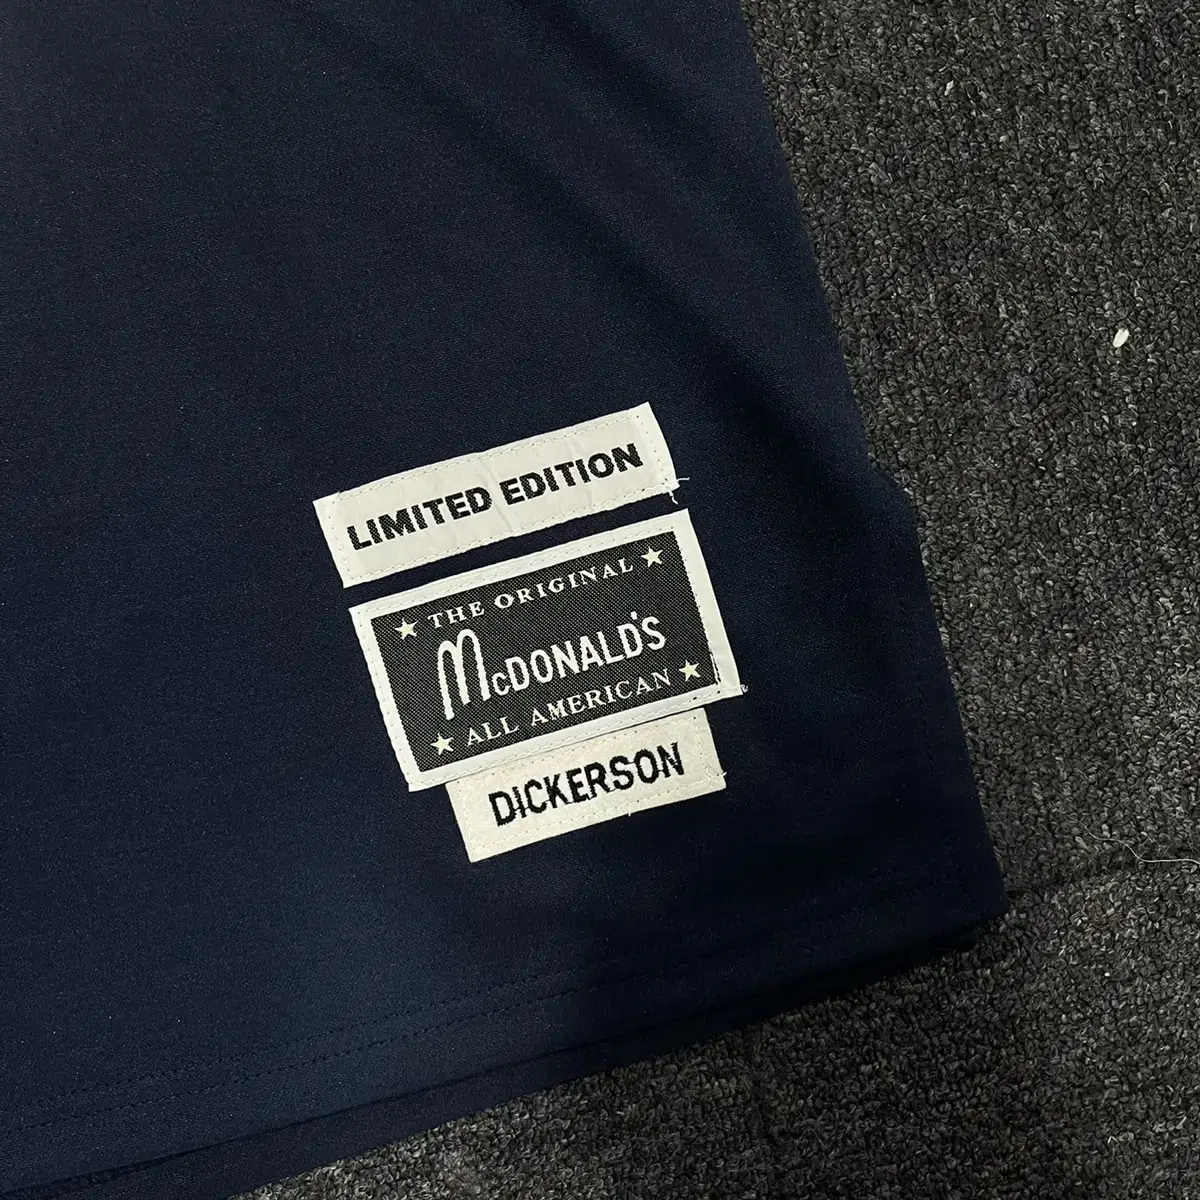 LIMITED EDITION
THE ORIGINAL
McDONALD'S
ALL AMERICAN
DICKERSON